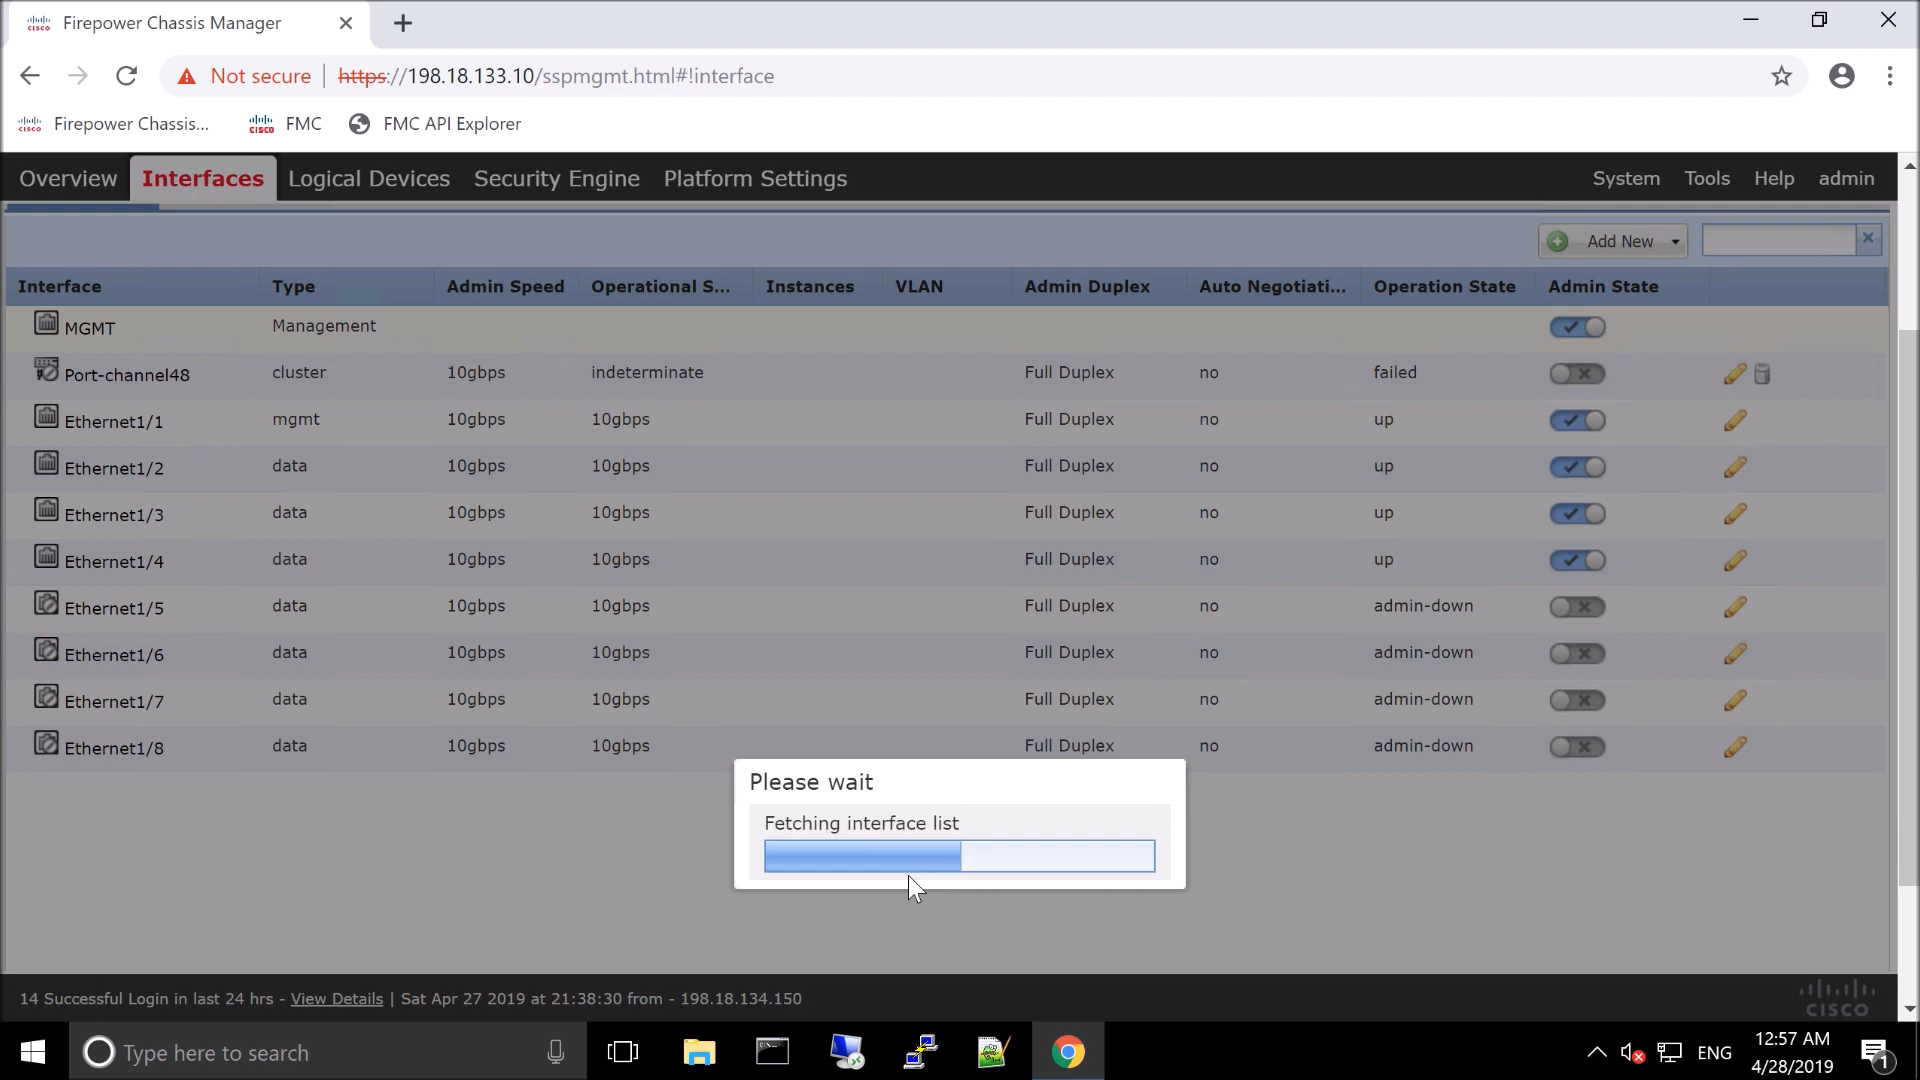 Firepower Chassis Manager
Not secure | https://198.18.133.10/sspmgmt.html#!interface
Firepower Chassis... FMC FMC API Explorer
Overview Interfaces Logical Devices Security Engine Platform Settings System Tools Help admin
Add New
Interface Type Admin Speed Operational S... Instances VLAN Admin Duplex Auto Negotiati... Operation State Admin State
MGMT Management
Port-channel48 cluster 10gbps indeterminate Full Duplex no failed
Ethernet1/1 mgmt 10gbps 10gbps Full Duplex no up
Ethernet1/2 data 10gbps 10gbps Full Duplex no up
Ethernet1/3 data 10gbps 10gbps Full Duplex no up
Ethernet1/4 data 10gbps 10gbps Full Duplex no up
Ethernet1/5 data 10gbps 10gbps Full Duplex no admin-down
Ethernet1/6 data 10gbps 10gbps Full Duplex no admin-down
Ethernet1/7 data 10gbps 10gbps Full Duplex no admin-down
Ethernet1/8 data 10gbps 10gbps Full Duplex no admin-down
Please wait
Fetching interface list
14 Successful Login in last 24 hrs - View Details | Sat Apr 27 2019 at 21:38:30 from - 198.18.134.150
CISCO
Type here to search
ENG
12:57 AM
4/28/2019
1